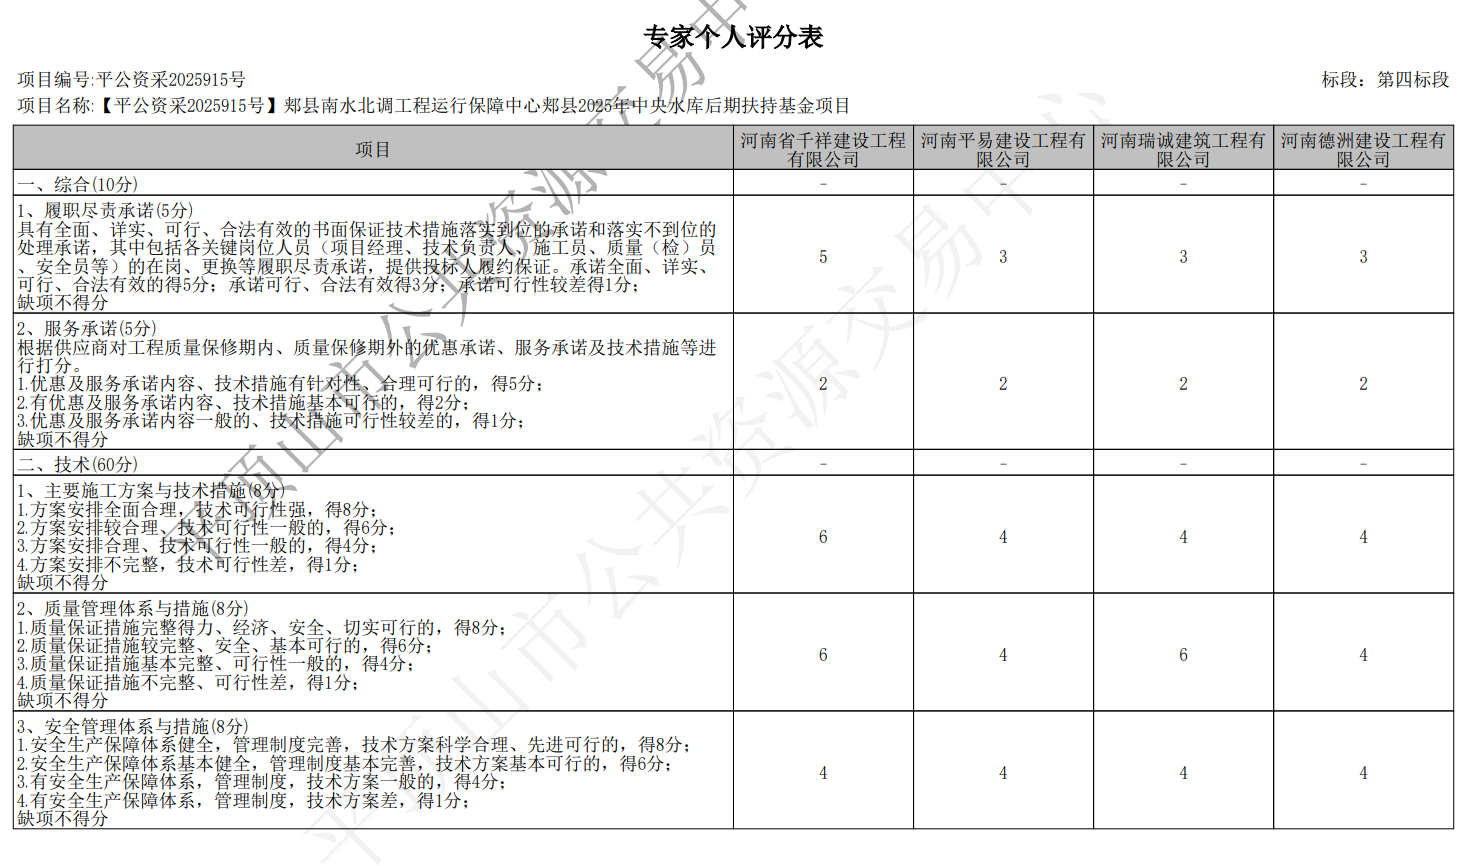 专家个人评分表
项目编号:平公资采2025915号
标段：第四标段
项目名称:【平公资采2025915号】郏县南水北调工程运行保障中心郏县2025年中央水库后期扶持基金项目
项目
河南省千祥建设工程有限公司
河南平易建设工程有限公司
河南瑞诚建筑工程有限公司
河南德洲建设工程有限公司
一、综合(10分)
-
-
-
-
1、履职尽责承诺(5分)
具有全面、详实、可行、合法有效的书面保证技术措施落实到位的承诺和落实不到位的
处理承诺，其中包括各关键岗位人员（项目经理、技术负责人、施工员、质量（检）员
、安全员等）的在岗、更换等履职尽责承诺，提供投标人履约保证。承诺全面、详实、
可行、合法有效的得5分；承诺可行、合法有效得3分；承诺可行性较差得1分；
缺项不得分
5
3
3
3
2、服务承诺(5分)
根据供应商对工程质量保修期内、质量保修期外的优惠承诺、服务承诺及技术措施等进
行打分。
1.优惠及服务承诺内容、技术措施有针对性、合理可行的，得5分；
2.有优惠及服务承诺内容、技术措施基本可行的，得2分；
3.优惠及服务承诺内容一般的、技术措施可行性较差的，得1分；
缺项不得分
2
2
2
2
二、技术(60分)
-
-
-
-
1、主要施工方案与技术措施(8分)
1.方案安排全面合理，技术可行性强，得8分；
2.方案安排较合理、技术可行性一般的，得6分；
3.方案安排合理、技术可行性一般的，得4分；
4.方案安排不完整，技术可行性差，得1分；
缺项不得分
6
4
4
4
2、质量管理体系与措施(8分)
1.质量保证措施完整得力、经济、安全、切实可行的，得8分；
2.质量保证措施较完整、安全、基本可行的，得6分；
3.质量保证措施基本完整、可行性一般的，得4分；
4.质量保证措施不完整、可行性差，得1分；
缺项不得分
6
4
6
4
3、安全管理体系与措施(8分)
1.安全生产保障体系健全，管理制度完善，技术方案科学合理、先进可行的，得8分；
2.安全生产保障体系基本健全，管理制度基本完善，技术方案基本可行的，得6分；
3.有安全生产保障体系，管理制度，技术方案一般的，得4分；
4.有安全生产保障体系，管理制度，技术方案差，得1分；
缺项不得分
4
4
4
4
平顶山市公共资源交易中
平顶山市公共资源交易中心